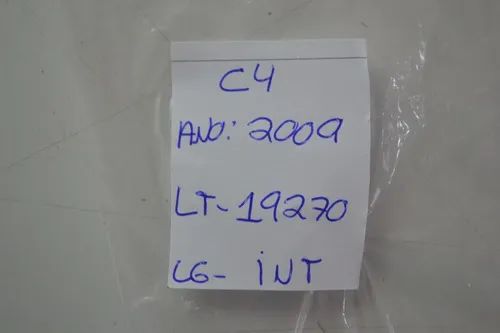 C4
ANO: 2009
LT-19270
LG- INT